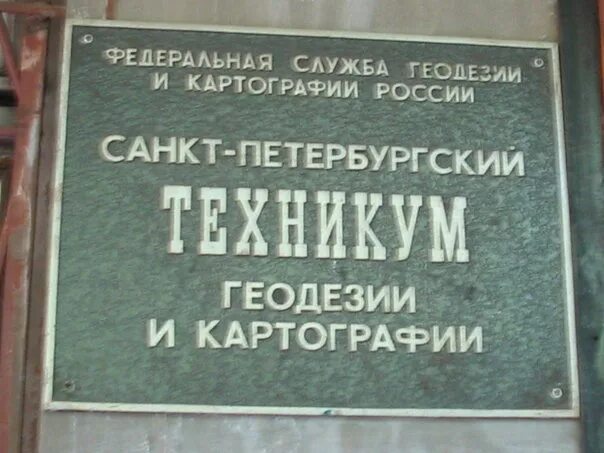 ФЕДЕРАЛЬНАЯ СЛУЖБА ГЕОДЕЗИИ
И КАРТОГРАФИИ РОССИИ
САНКТ-ПЕТЕРБУРГСКИЙ
ТЕХНИКУМ
ГЕОДЕЗИИ
И КАРТОГРАФИИ